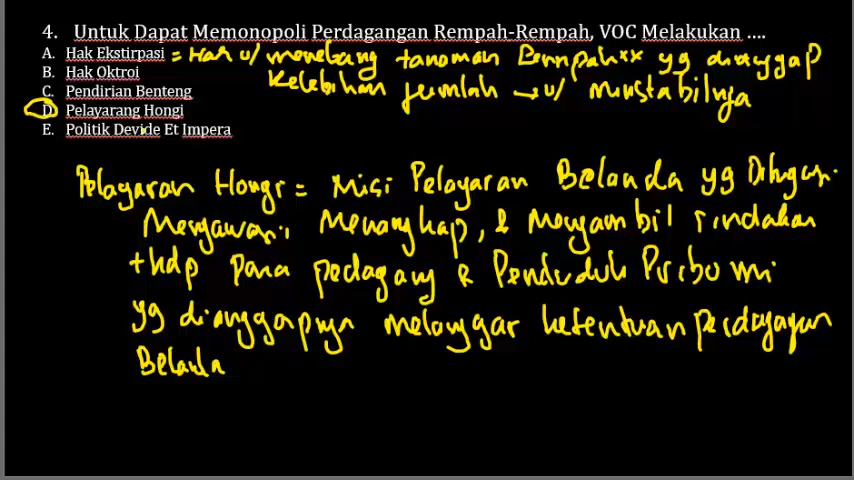 4. Untuk Dapat Memonopoli Perdagangan Rempah-Rempah, VOC Melakukan ....
A. Hak Ekstirpasi = Hak u/ menebang tanaman Rempah** yg dianggap
kelebihan jumlah → u/ menstabilnya
B. Hak Oktroi
C. Pendirian Benteng
D. Pelayarang Hongi
E. Politik Devide Et Impera
Pelayaran Hongi = Misi Pelayaran Belanda yg Ditugas.
Mengawasi, Menangkap, & Mengambil tindakan
thdp para pedagang & Penduduk Pribumi
yg dianggapnya melanggar ketentuan perdagangan
Belanda